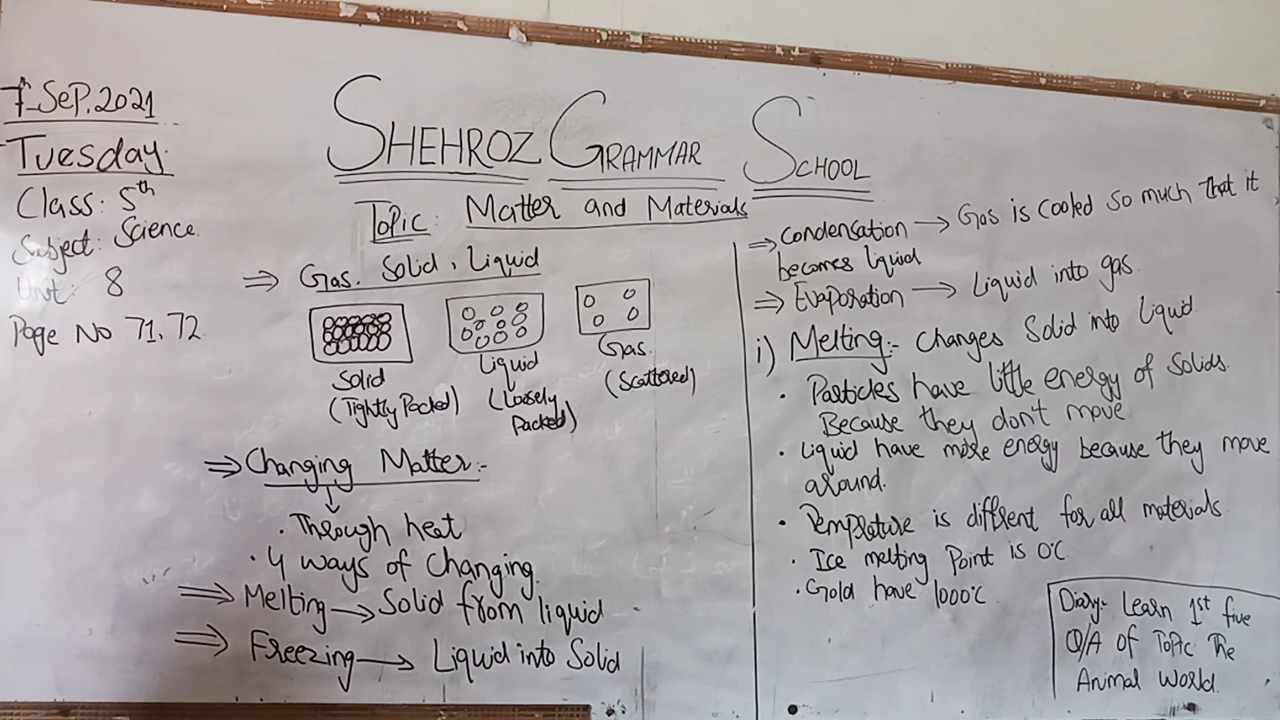 7th Sep. 2021
Tuesday.
Class: 5th
Subject: Science.
Unit: 8
Page No 71, 72.
SHEHROZ GRAMMAR SCHOOL
Topic: Matter and Materials
⇒ Gas. Solid, Liquid
Solid
(Tightly Packed)
Liquid
(Loosely
Packed)
Gas.
(Scattered)
⇒ Changing Matter:-
• Through heat
• 4 ways of Changing.
⇒ Melting → Solid from liquid
⇒ Freezing → Liquid into Solid
⇒ Condensation → Gas is cooled so much that it
becomes liquid
⇒ Evaporation → Liquid into gas.
i) Melting:- Changes Solid into Liquid
• Particles have little energy of Solids.
Because they don't move
• Liquid have more energy because they move
around.
• Temprature is different for all materials.
• Ice melting Point is 0°C.
• Gold have 1000°C
Diary:- Learn 1st five
Q/A of Topic The
Animal World.